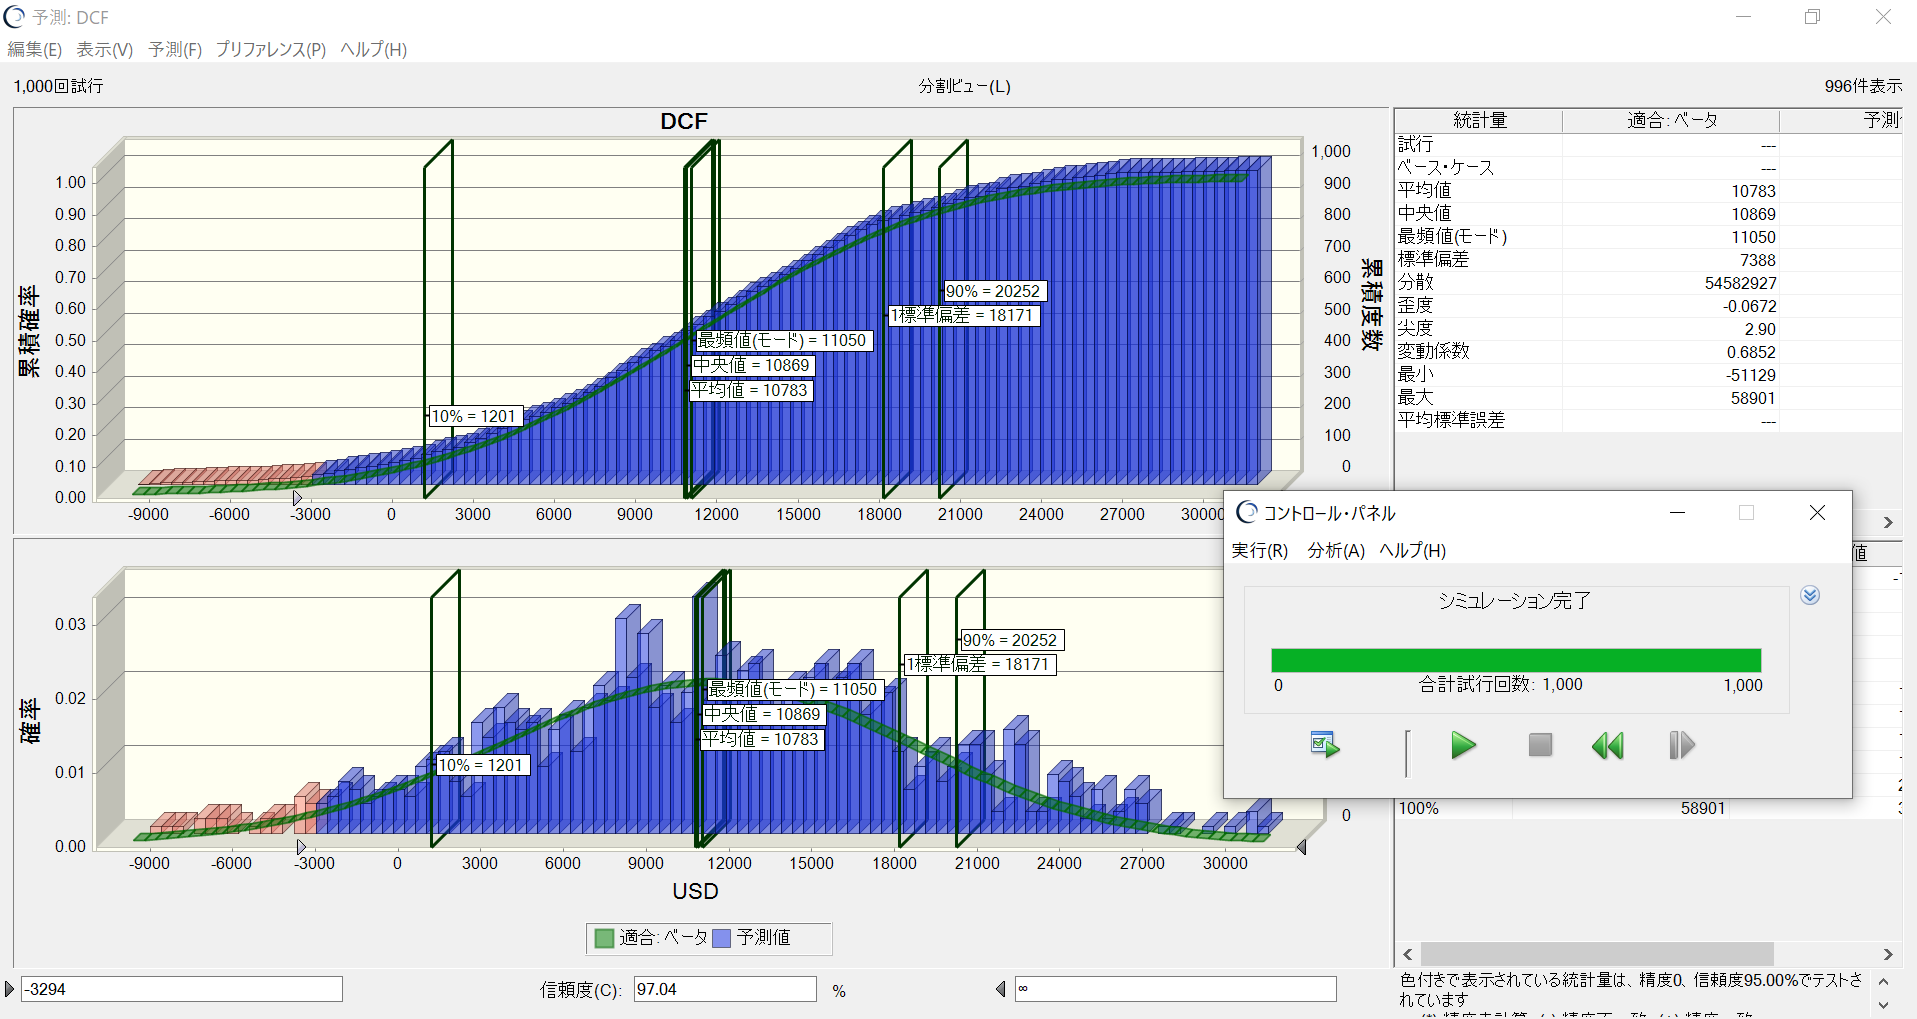 予測: DCF
編集(E) 表示(V) 予測(F) プリファレンス(P) ヘルプ(H)
1,000回試行 分割ビュー(L) 996件表示
DCF
累積確率
1.00
0.90
0.80
0.70
0.60
0.50
0.40
0.30
0.20
0.10
0.00
1,000
900
800
700
600
500
400
300
200
100
0
累積度数
90% = 20252
1標準偏差 = 18171
最頻値(モード) = 11050
中央値 = 10869
平均値 = 10783
10% = 1201
-9000 -6000 -3000 0 3000 6000 9000 12000 15000 18000 21000 24000 27000 30000
確率
0.03
0.02
0.01
0.00
90% = 20252
1標準偏差 = 18171
最頻値(モード) = 11050
中央値 = 10869
平均値 = 10783
10% = 1201
0
-9000 -6000 -3000 0 3000 6000 9000 12000 15000 18000 21000 24000 27000 30000
USD
適合: ベータ 予測値
-3294 信頼度(C): 97.04 % ∞
統計量 適合: ベータ 予測
試行 ---
ベース・ケース ---
平均値 10783
中央値 10869
最頻値(モード) 11050
標準偏差 7388
分散 54582927
歪度 -0.0672
尖度 2.90
変動係数 0.6852
最小 -51129
最大 58901
平均標準誤差 ---
値
コントロール・パネル
実行(R) 分析(A) ヘルプ(H)
シミュレーション完了
0 合計試行回数: 1,000 1,000
100% 58901
色付きで表示されている統計量は、精度0、信頼度95.00%でテストさ
れています